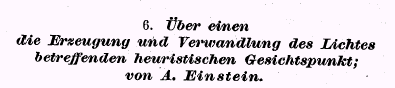 6. Über einen
die Erzeugung und Verwandlung des Lichtes
betreffenden heuristischen Gesichtspunkt;
von A. Einstein.